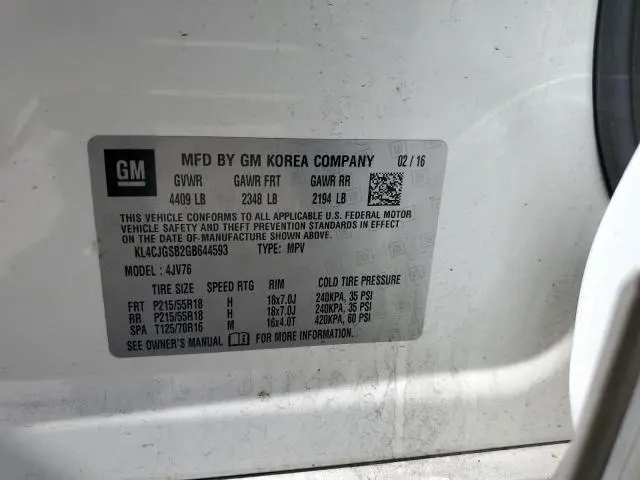 GM MFD BY GM KOREA COMPANY 02/16
GVWR GAWR FRT GAWR RR
4409 LB 2348 LB 2194 LB
THIS VEHICLE CONFORMS TO ALL APPLICABLE U.S. FEDERAL MOTOR
VEHICLE SAFETY, BUMPER, AND THEFT PREVENTION STANDARDS IN EFFECT
ON THE DATE OF MANUFACTURE SHOWN ABOVE.
KL4CJGSB2GB644593 TYPE: MPV
MODEL: 4JV76
TIRE SIZE SPEED RTG RIM COLD TIRE PRESSURE
FRT P215/55R18 H 18x7.0J 240KPA, 35 PSI
RR P215/55R18 H 18x7.0J 240KPA, 35 PSI
SPA T125/70R16 M 16x4.0T 420KPA, 60 PSI
SEE OWNER'S MANUAL FOR MORE INFORMATION.